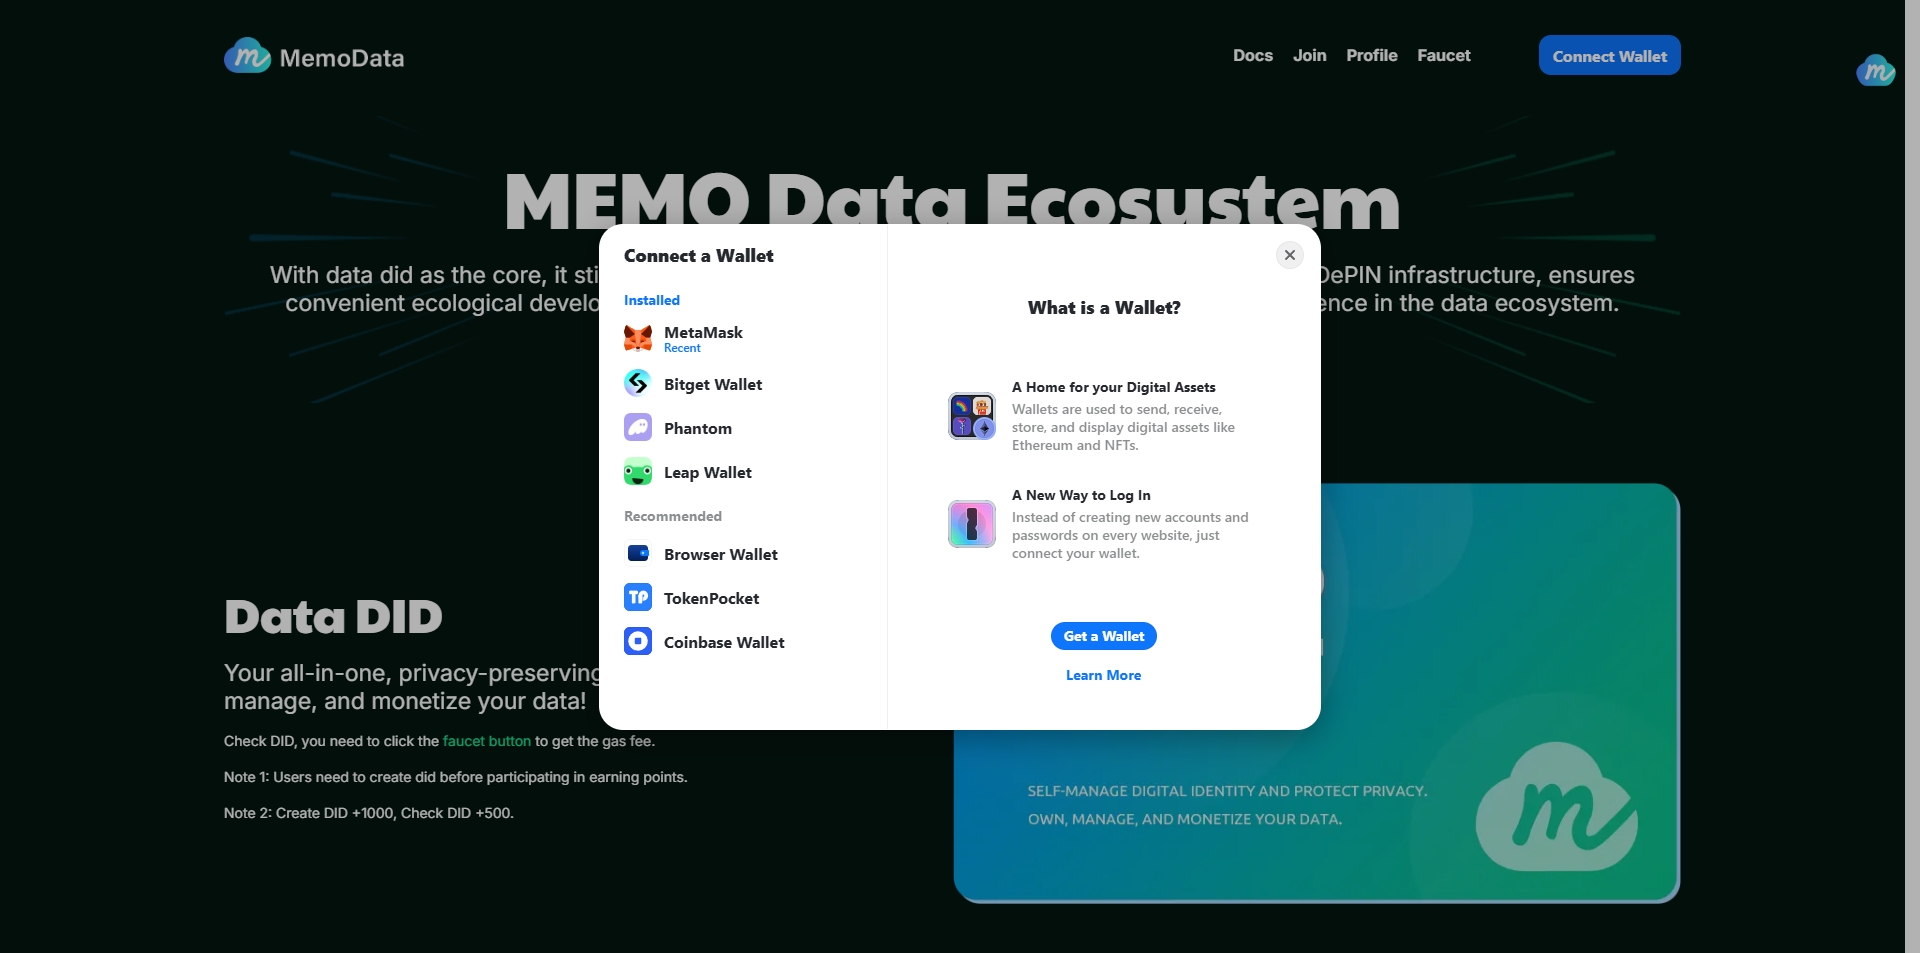 MemoData
Docs
Join
Profile
Faucet
Connect Wallet
MEMO Data Ecosystem
With data did as the core, it
DePIN infrastructure, ensures
convenient ecological
in the data ecosystem.
Connect a Wallet
Installed
MetaMask
Recent
Bitget Wallet
Phantom
Leap Wallet
Recommended
Browser Wallet
TP
TokenPocket
Coinbase Wallet
What is a Wallet?
A Home for your Digital Assets
Wallets are used to send, receive,
store, and display digital assets like
Ethereum and NFTs.
A New Way to Log In
Instead of creating new accounts and
passwords on every website, just
connect your wallet.
Get a Wallet
Learn More
Data DID
Your all-in-one, privacy-preserving
manage, and monetize your data!
Check DID, you need to click the faucet button to get the gas fee.
Note 1: Users need to create did before participating in earning points.
Note 2: Create DID +1000, Check DID +500.
SELF-MANAGE DIGITAL IDENTITY AND PROTECT PRIVACY.
OWN, MANAGE, AND MONETIZE YOUR DATA.